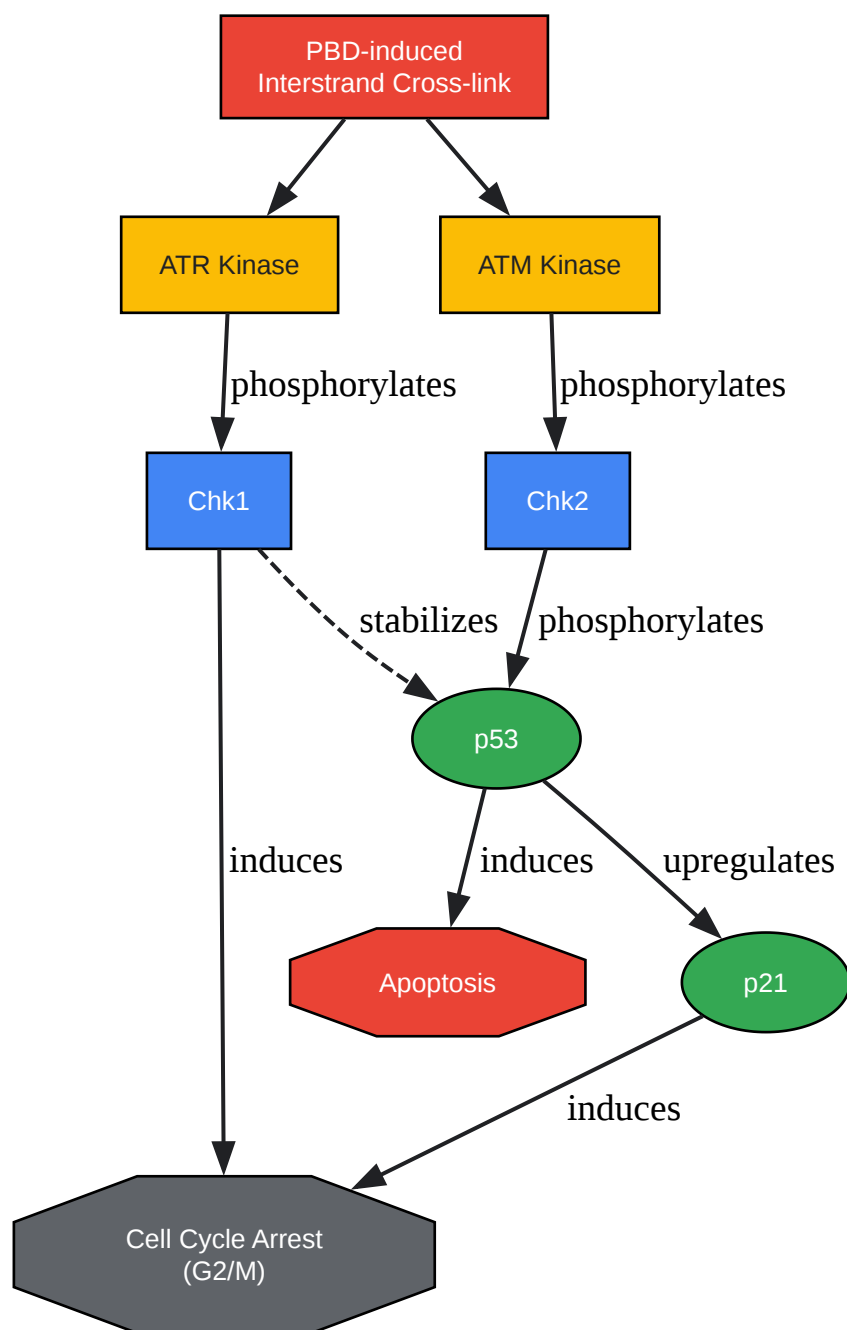 PBD-induced
Interstrand Cross-link
ATR Kinase
ATM Kinase
phosphorylates
phosphorylates
Chk1
Chk2
stabilizes
phosphorylates
p53
induces
induces
upregulates
Apoptosis
p21
induces
Cell Cycle Arrest
(G2/M)